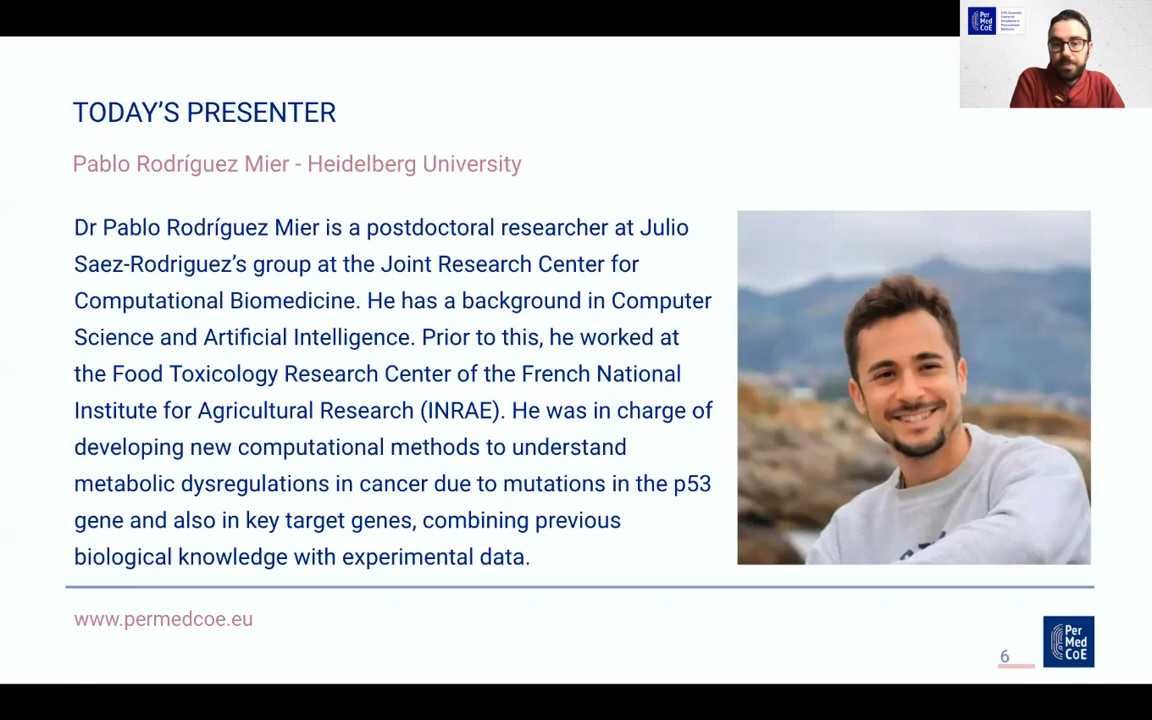 Per
Med
CoE
TODAY'S PRESENTER
Pablo Rodríguez Mier - Heidelberg University
Dr Pablo Rodríguez Mier is a postdoctoral researcher at Julio
Saez-Rodriguez's group at the Joint Research Center for
Computational Biomedicine. He has a background in Computer
Science and Artificial Intelligence. Prior to this, he worked at
the Food Toxicology Research Center of the French National
Institute for Agricultural Research (INRAE). He was in charge of
developing new computational methods to understand
metabolic dysregulations in cancer due to mutations in the p53
gene and also in key target genes, combining previous
biological knowledge with experimental data.
www.permedcoe.eu
6
Per
Med
CoE